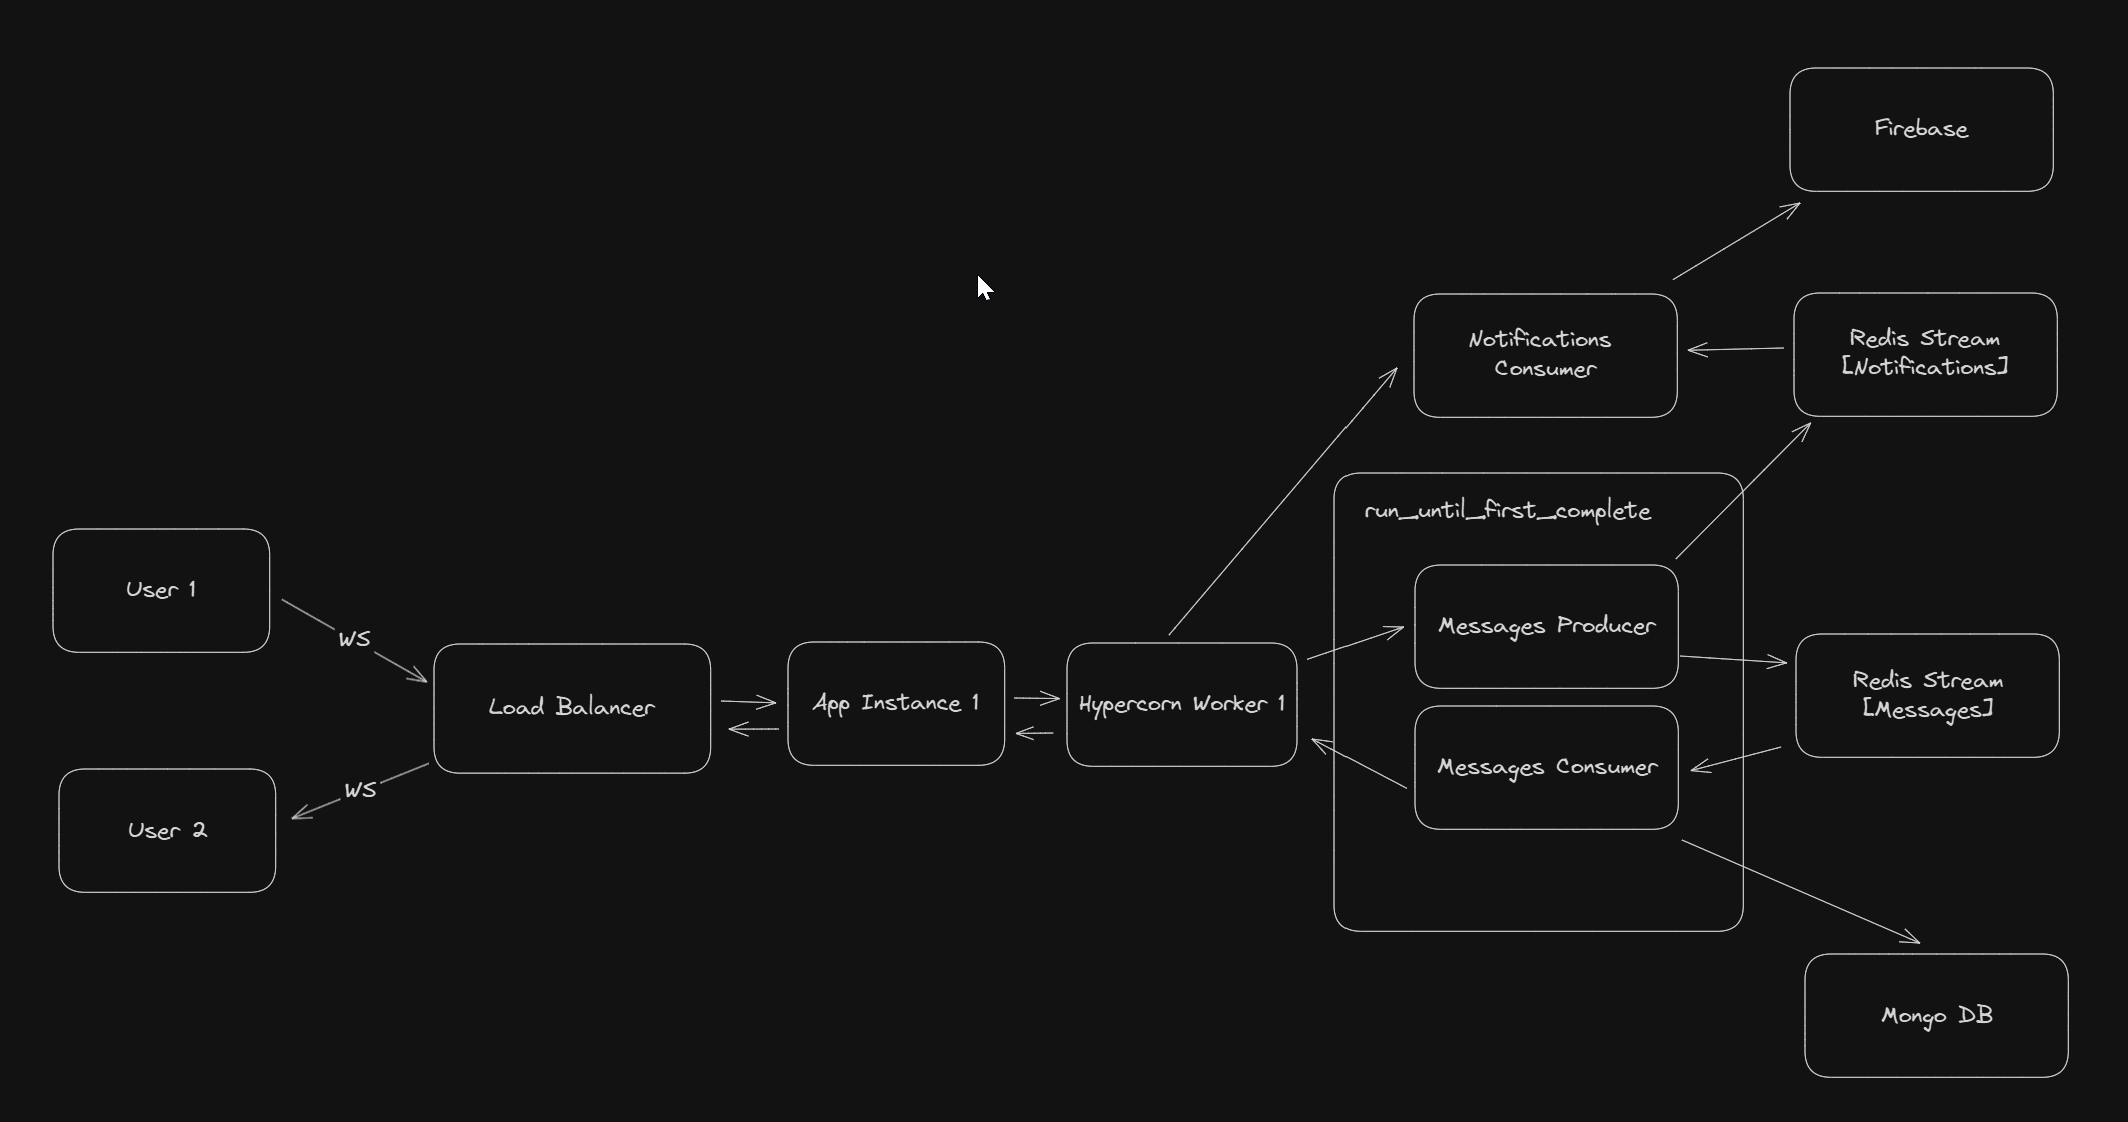 Firebase
Notifications
Consumer
Redis Stream
[Notifications]
run_until_first_complete
User 1
WS
Load Balancer
App Instance 1
Hypercorn Worker 1
Messages Producer
Redis Stream
[Messages]
Messages Consumer
WS
User 2
Mongo DB